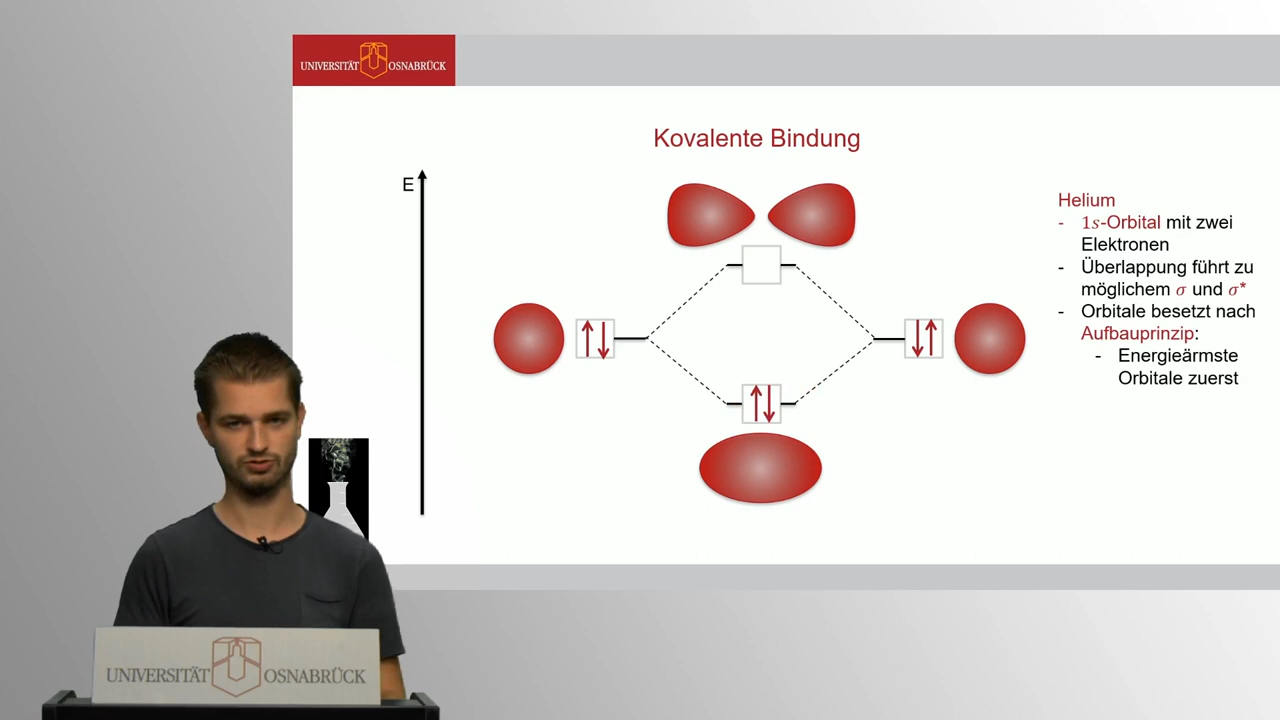 UNIVERSITÄT OSNABRÜCK
Kovalente Bindung
E
Helium
- 1s-Orbital mit zwei
Elektronen
- Überlappung führt zu
möglichem σ und σ*
- Orbitale besetzt nach
Aufbauprinzip:
- Energieärmste
Orbitale zuerst
UNIVERSITÄT OSNABRÜCK